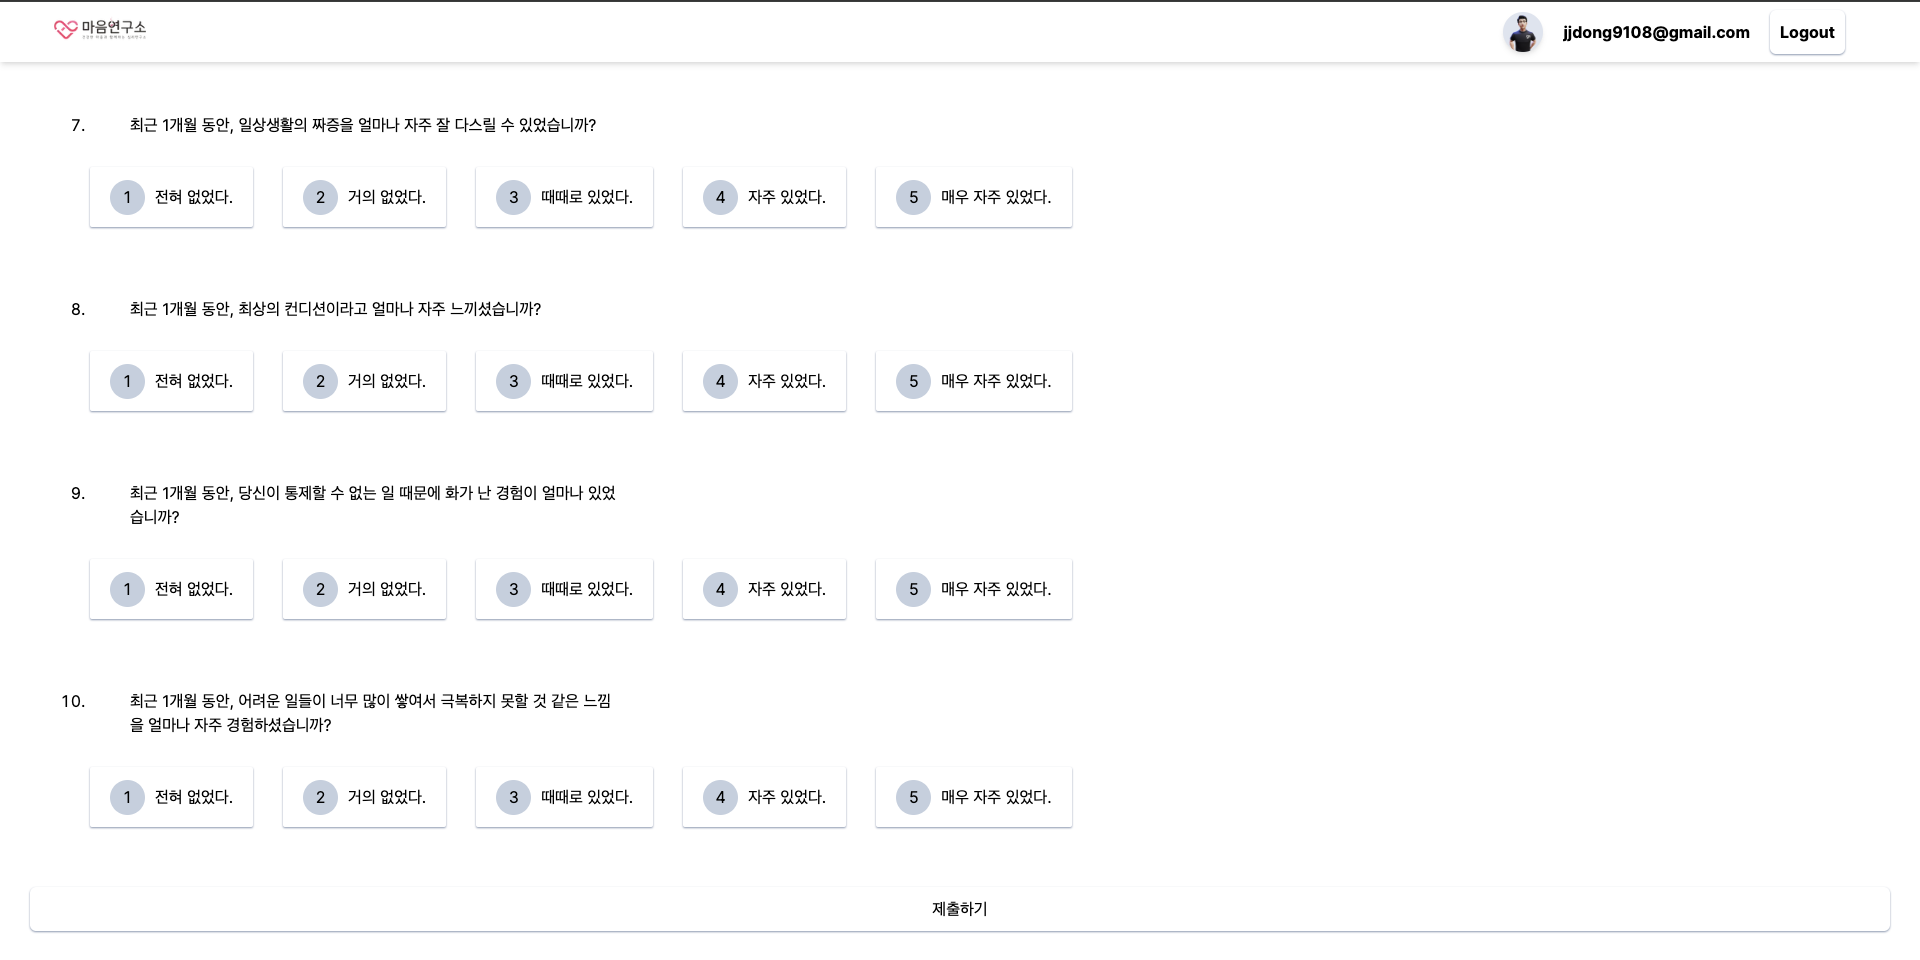 마음연구소
jjdong9108@gmail.com
Logout
7. 최근 1개월 동안, 일상생활의 짜증을 얼마나 자주 잘 다스릴 수 있었습니까?
1 전혀 없었다. 2 거의 없었다. 3 때때로 있었다. 4 자주 있었다. 5 매우 자주 있었다.
8. 최근 1개월 동안, 최상의 컨디션이라고 얼마나 자주 느끼셨습니까?
1 전혀 없었다. 2 거의 없었다. 3 때때로 있었다. 4 자주 있었다. 5 매우 자주 있었다.
9. 최근 1개월 동안, 당신이 통제할 수 없는 일 때문에 화가 난 경험이 얼마나 있었
습니까?
1 전혀 없었다. 2 거의 없었다. 3 때때로 있었다. 4 자주 있었다. 5 매우 자주 있었다.
10. 최근 1개월 동안, 어려운 일들이 너무 많이 쌓여서 극복하지 못할 것 같은 느낌
을 얼마나 자주 경험하셨습니까?
1 전혀 없었다. 2 거의 없었다. 3 때때로 있었다. 4 자주 있었다. 5 매우 자주 있었다.
제출하기